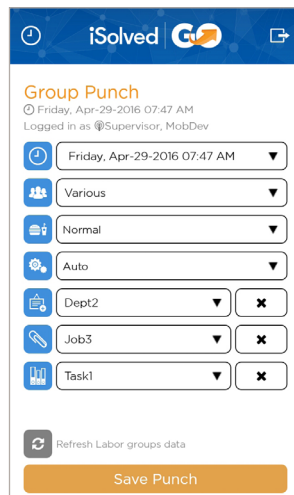 iSolved GO
Group Punch
Friday, Apr-29-2016 07:47 AM
Logged in as @Supervisor, MobDev
Friday, Apr-29-2016 07:47 AM
Various
Normal
Auto
Dept2
Job3
Task1
Refresh Labor groups data
Save Punch